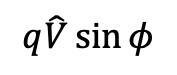 qV̂ sin ϕ